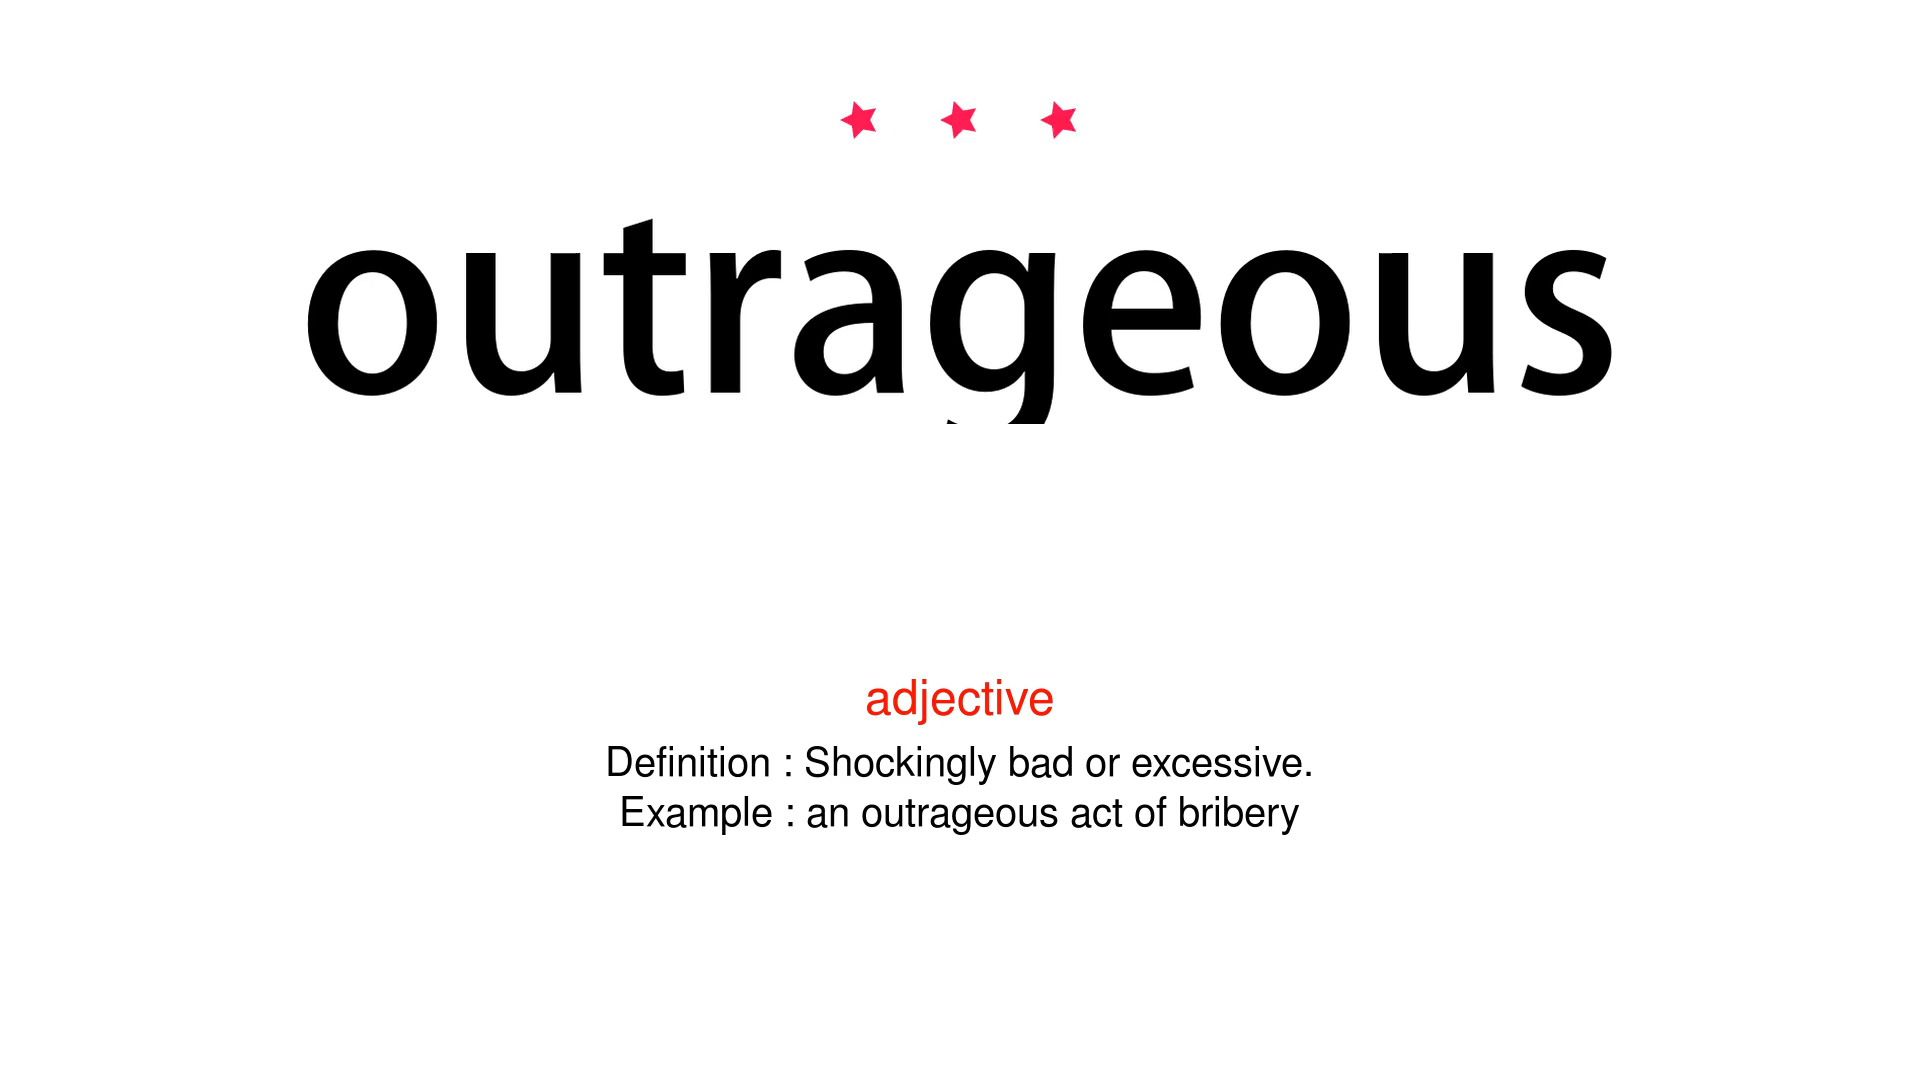 outrageous
adjective
Definition : Shockingly bad or excessive.
Example : an outrageous act of bribery